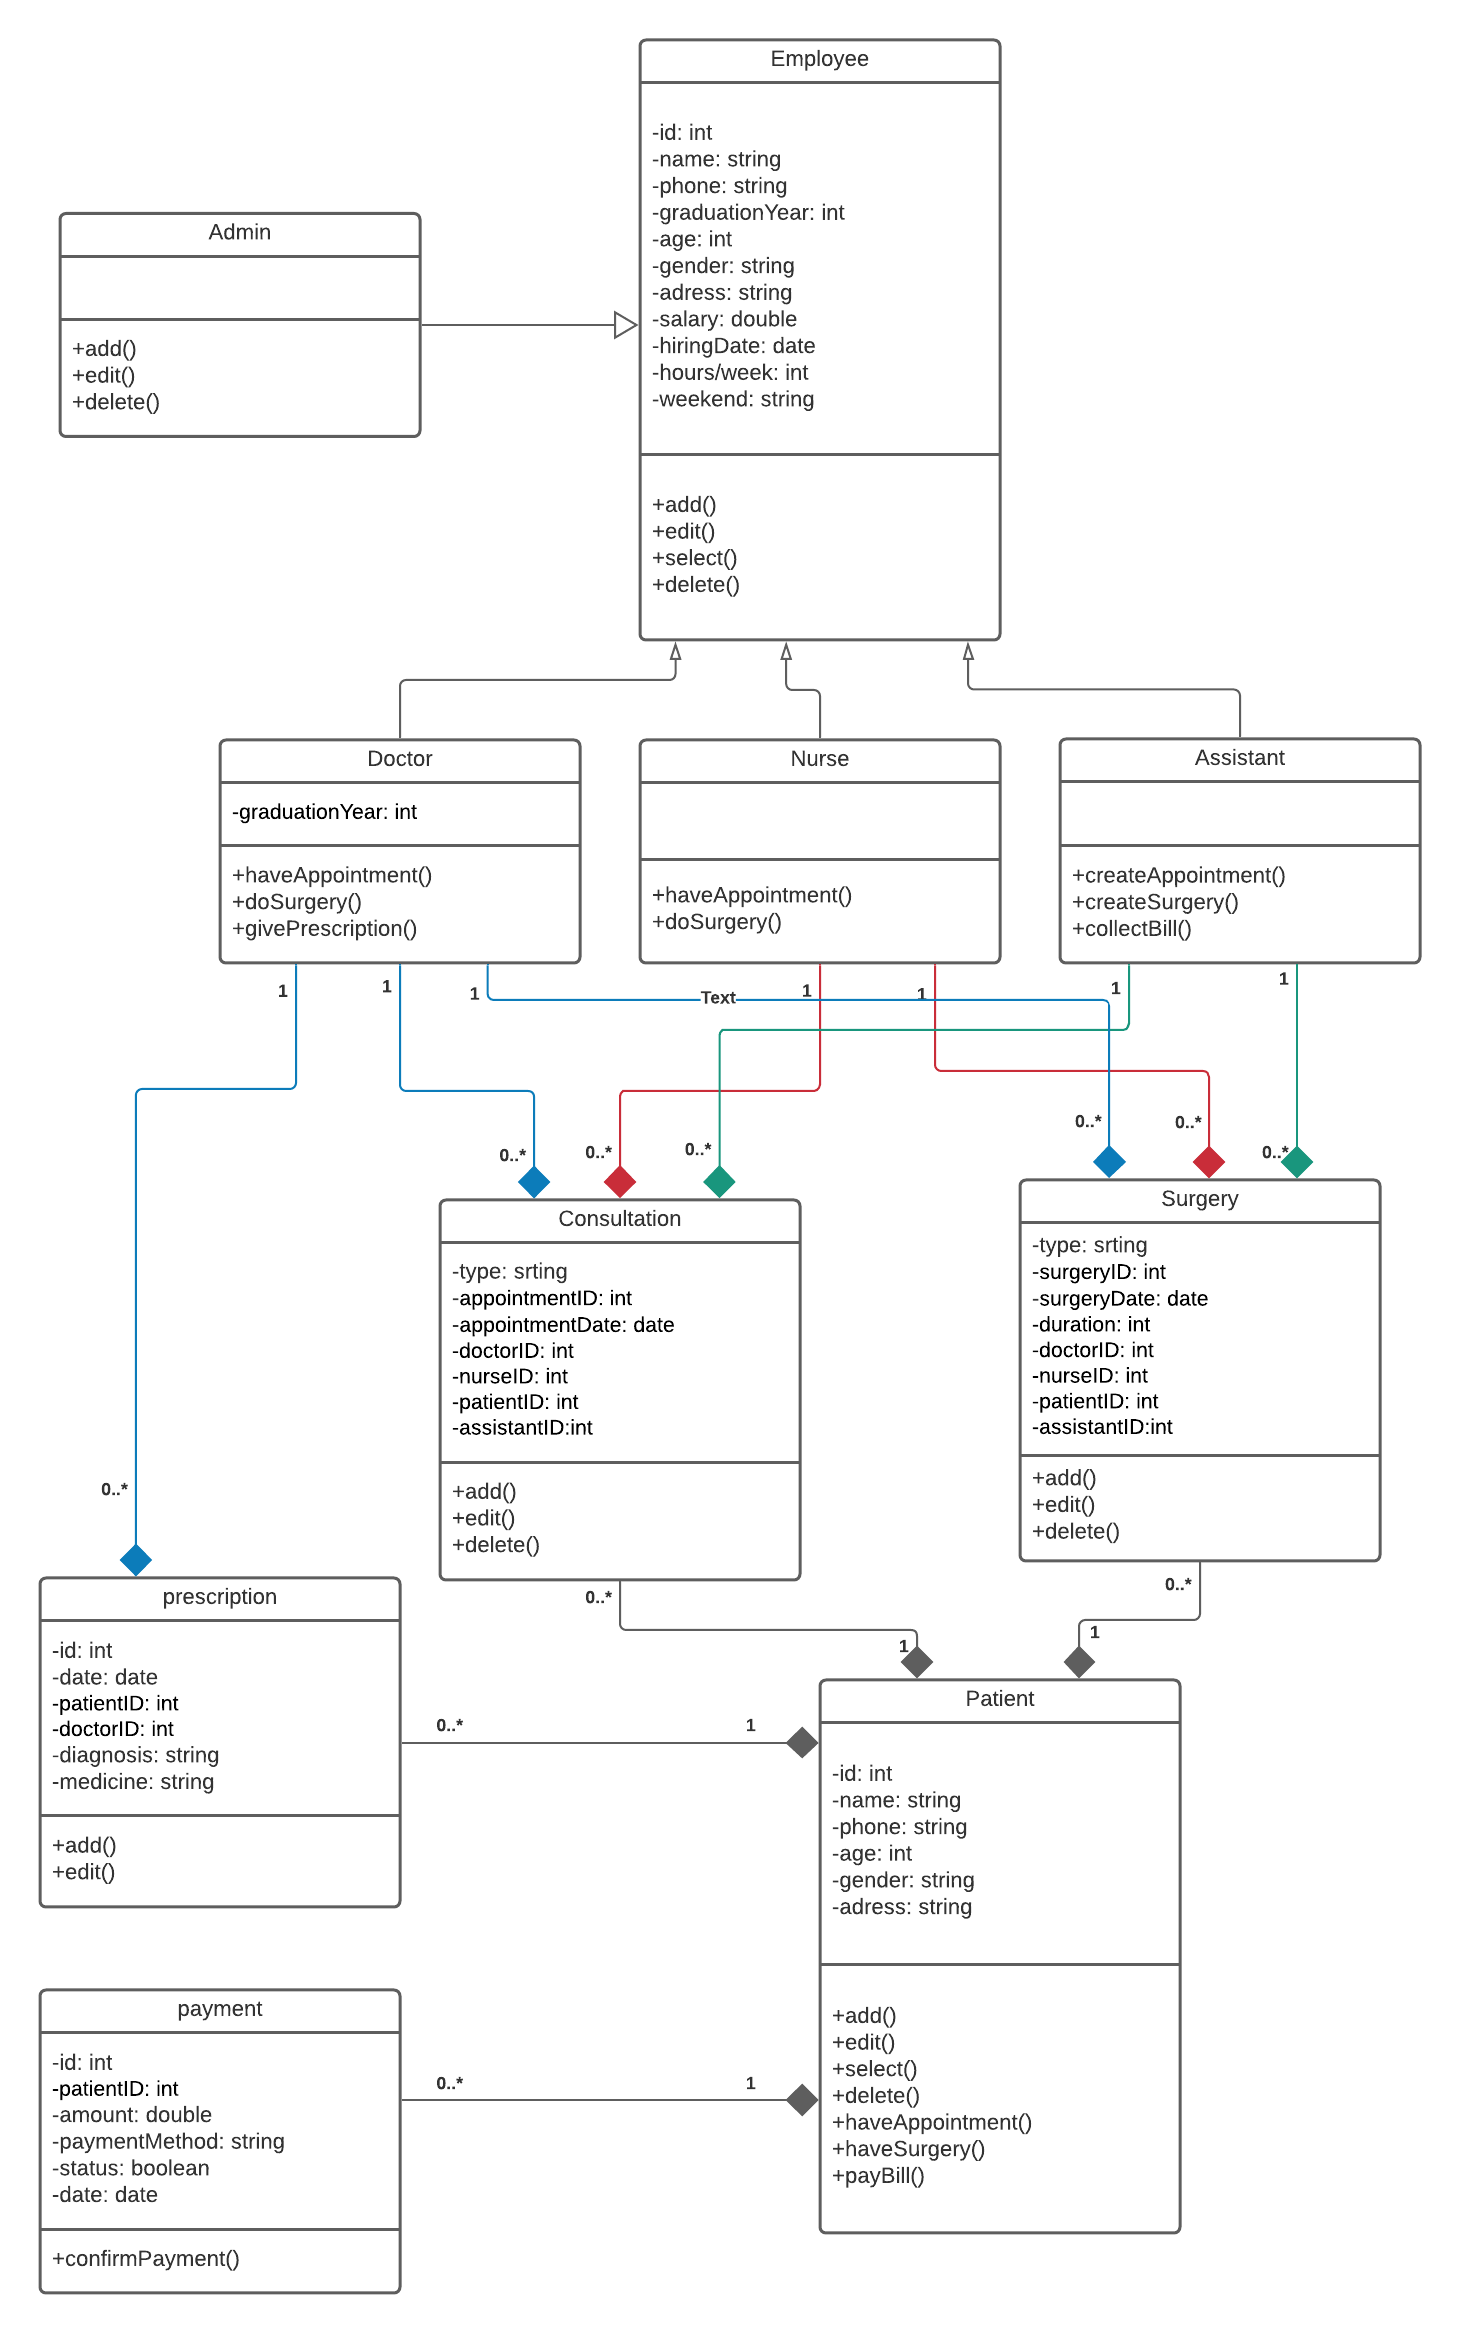 Employee
-id: int
-name: string
-phone: string
-graduationYear: int
-age: int
-gender: string
-adress: string
-salary: double
-hiringDate: date
-hours/week: int
-weekend: string
+add()
+edit()
+select()
+delete()
Admin
+add()
+edit()
+delete()
Doctor
-graduationYear: int
+haveAppointment()
+doSurgery()
+givePrescription()
Nurse
+haveAppointment()
+doSurgery()
Assistant
+createAppointment()
+createSurgery()
+collectBill()
1
1
1
Text
1
1
1
1
0..*
0..*
0..*
0..*
0..*
0..*
0..*
Consultation
-type: srting
-appointmentID: int
-appointmentDate: date
-doctorID: int
-nurseID: int
-patientID: int
-assistantID:int
+add()
+edit()
+delete()
Surgery
-type: srting
-surgeryID: int
-surgeryDate: date
-duration: int
-doctorID: int
-nurseID: int
-patientID: int
-assistantID:int
+add()
+edit()
+delete()
0..*
1
0..*
1
prescription
-id: int
-date: date
-patientID: int
-doctorID: int
-diagnosis: string
-medicine: string
+add()
+edit()
0..*
1
Patient
-id: int
-name: string
-phone: string
-age: int
-gender: string
-adress: string
+add()
+edit()
+select()
+delete()
+haveAppointment()
+haveSurgery()
+payBill()
payment
-id: int
-patientID: int
-amount: double
-paymentMethod: string
-status: boolean
-date: date
+confirmPayment()
0..*
1